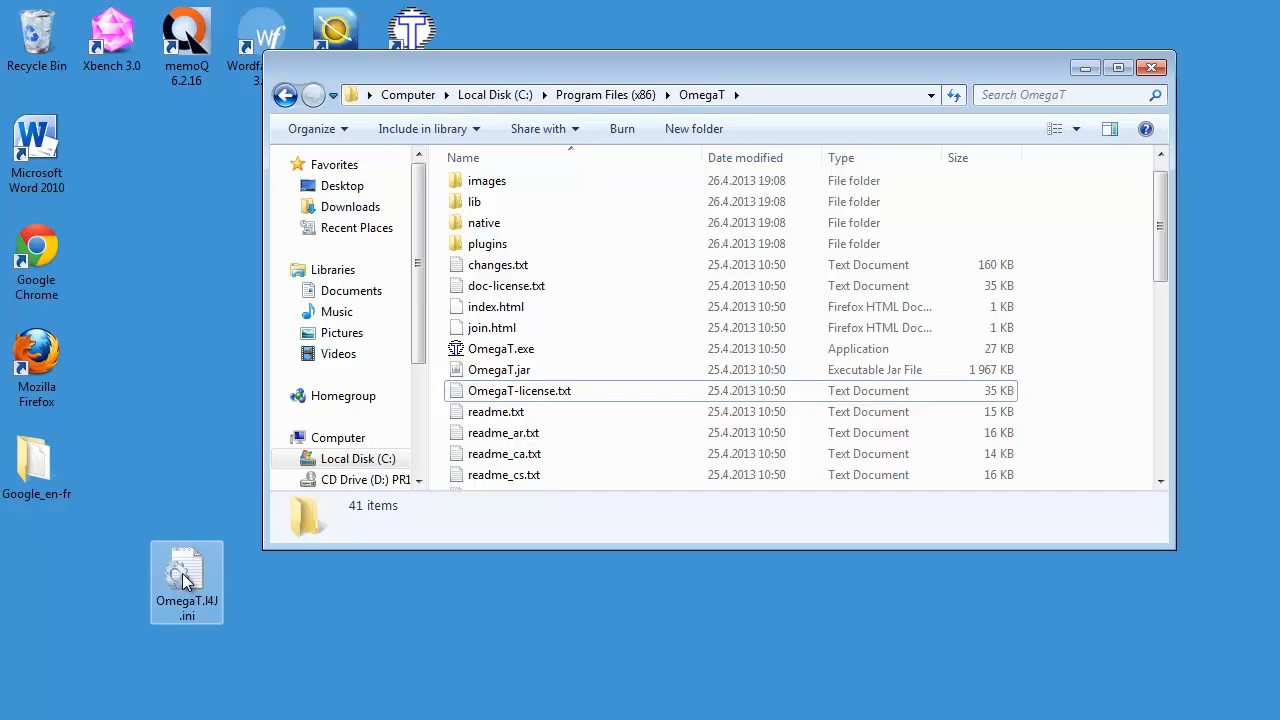 Recycle Bin
Xbench 3.0
memoQ
6.2.16
Wordfa
3.
Microsoft
Word 2010
Google
Chrome
Mozilla
Firefox
Google_en-fr
OmegaT.l4J
.ini
Computer
Local Disk (C:)
Program Files (x86)
OmegaT
Search OmegaT
Organize
Include in library
Share with
Burn
New folder
Favorites
Desktop
Downloads
Recent Places
Libraries
Documents
Music
Pictures
Videos
Homegroup
Computer
Local Disk (C:)
CD Drive (D:) PR1
Name Date modified Type Size
images 26.4.2013 19:08 File folder
lib 26.4.2013 19:08 File folder
native 26.4.2013 19:08 File folder
plugins 26.4.2013 19:08 File folder
changes.txt 25.4.2013 10:50 Text Document 160 KB
doc-license.txt 25.4.2013 10:50 Text Document 35 KB
index.html 25.4.2013 10:50 Firefox HTML Doc... 1 KB
join.html 25.4.2013 10:50 Firefox HTML Doc... 1 KB
OmegaT.exe 25.4.2013 10:50 Application 27 KB
OmegaT.jar 25.4.2013 10:50 Executable Jar File 1 967 KB
OmegaT-license.txt 25.4.2013 10:50 Text Document 35 KB
readme.txt 25.4.2013 10:50 Text Document 15 KB
readme_ar.txt 25.4.2013 10:50 Text Document 16 KB
readme_ca.txt 25.4.2013 10:50 Text Document 14 KB
readme_cs.txt 25.4.2013 10:50 Text Document 16 KB
41 items